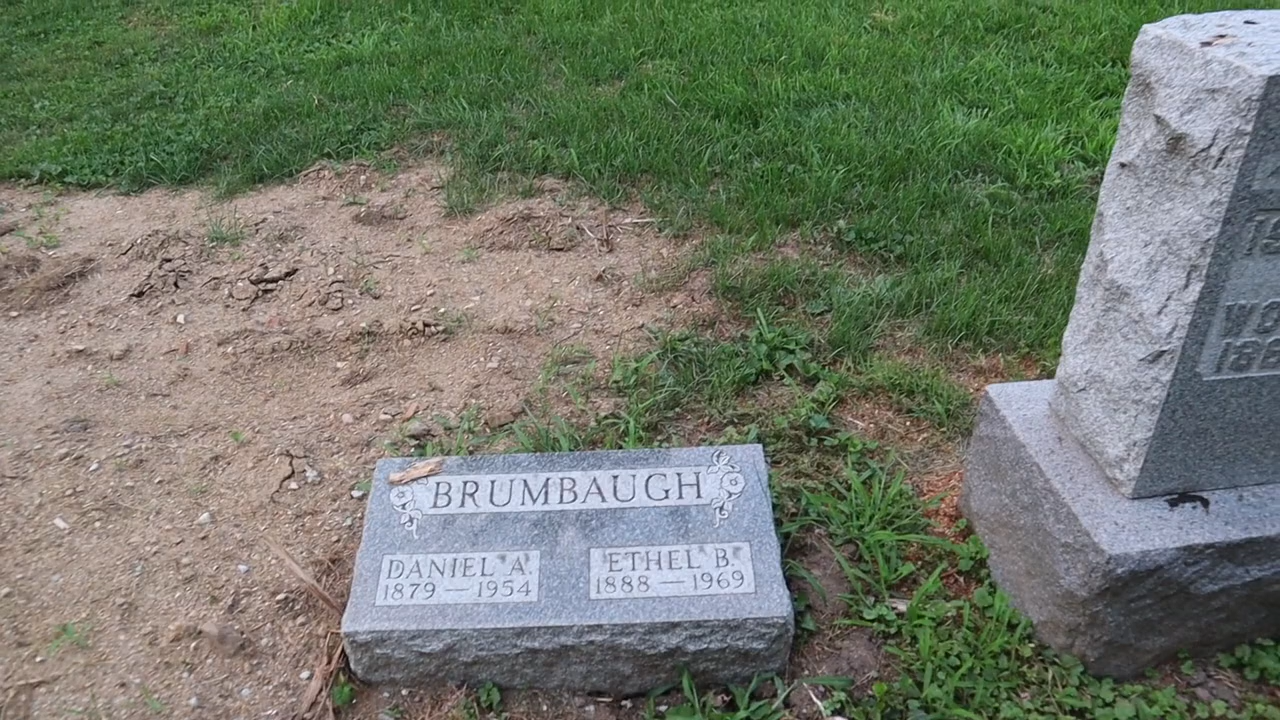 BRUMBAUGH
DANIEL A.
1879 — 1954
ETHEL B.
1888 — 1969